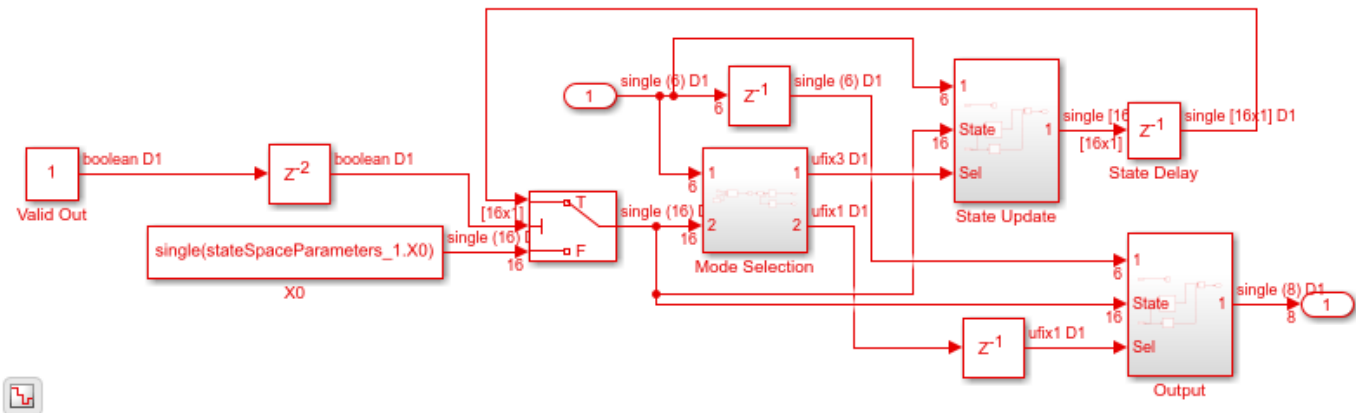 single (6) D1
1
6
Z-1
single (6) D1
1
6
State
16
Sel
1
State Update
[16x1]
Z-1
single [16x1] D1
State Delay
1
Valid Out
boolean D1
Z-2
boolean D1
single(stateSpaceParameters_1.X0)
X0
single (16)
16
[16x1]
T
F
single (16)
1
6
2
16
1
2
Mode Selection
ufix3 D1
ufix1 D1
Z-1
ufix1 D1
1
6
State
16
Sel
1
Output
single (8) D1
8
1